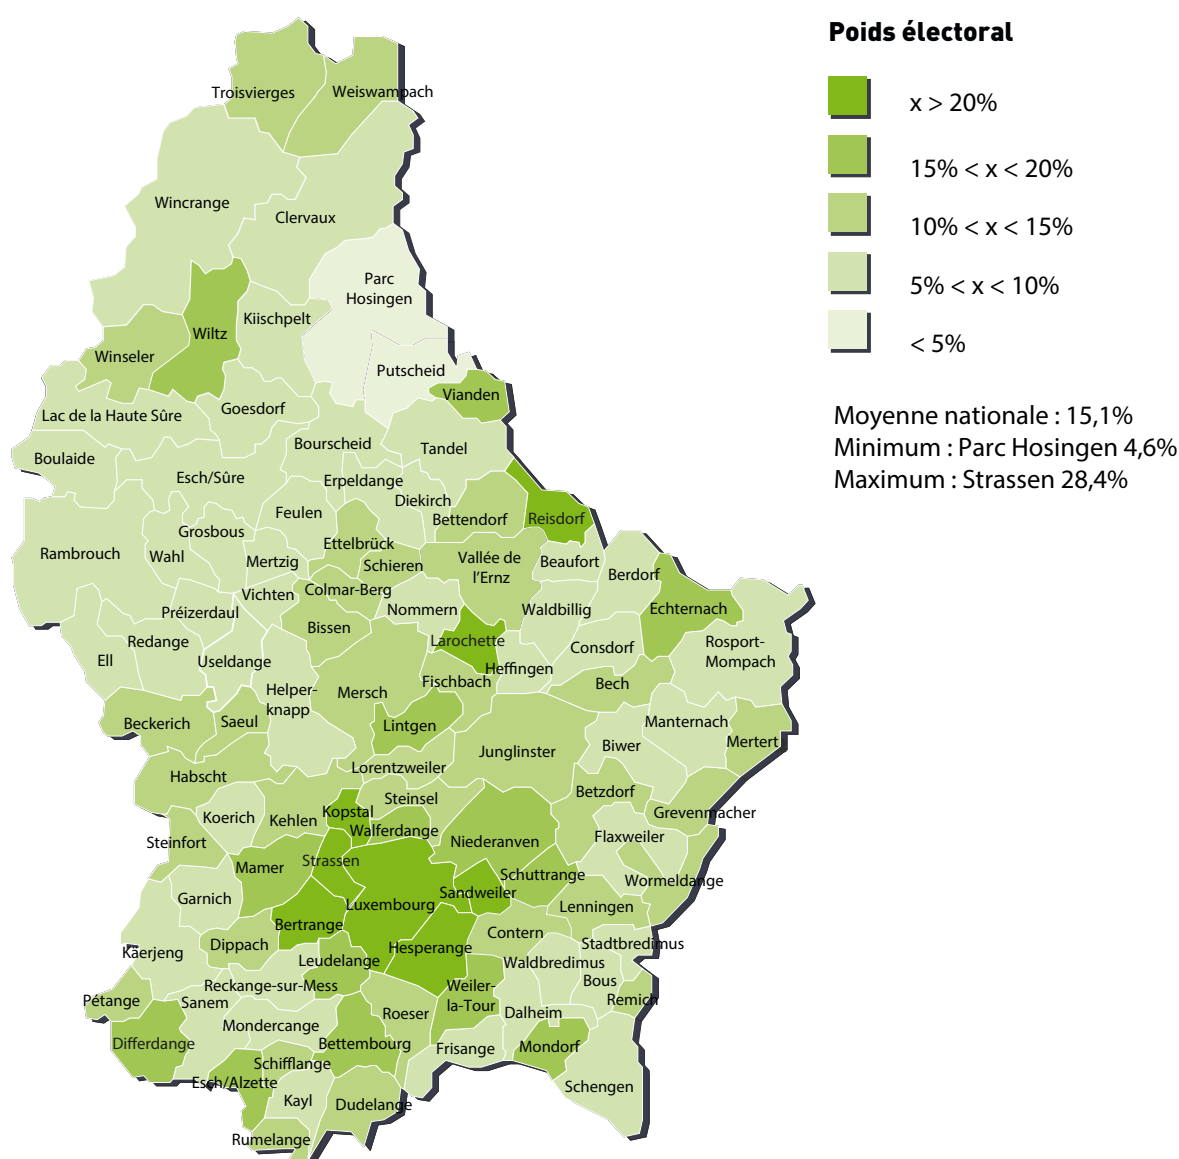 Poids électoral
x > 20%
15% < x < 20%
10% < x < 15%
5% < x < 10%
< 5%
Moyenne nationale : 15,1%
Minimum : Parc Hosingen 4,6%
Maximum : Strassen 28,4%
Troisvierges
Weiswampach
Wincrange
Clervaux
Parc
Hosingen
Kiischpelt
Wiltz
Winseler
Putscheid
Vianden
Goesdorf
Lac de la Haute Sûre
Bourscheid
Tandel
Boulaide
Esch/Sûre
Erpeldange
Diekirch
Feulen
Bettendorf
Reisdorf
Grosbous
Ettelbrück
Rambrouch
Wahl
Mertzig
Schieren
Vallée de
l'Ernz
Beaufort
Berdorf
Vichten
Colmar-Berg
Préizerdaul
Nommern
Waldbillig
Echternach
Bissen
Redange
Larochette
Rosport-
Mompach
Consdorf
Ell
Useldange
Heffingen
Helper-
knapp
Mersch
Fischbach
Bech
Beckerich
Saeul
Lintgen
Manternach
Mertert
Biwer
Junglinster
Habscht
Lorentzweiler
Betzdorf
Steinsel
Grevenmacher
Koerich
Kehlen
Kopstal
Walferdange
Steinfort
Niederanven
Flaxweiler
Mamer
Strassen
Schuttrange
Wormeldange
Garnich
Sandweiler
Luxembourg
Lenningen
Bertrange
Contern
Dippach
Hesperange
Stadtbredimus
Käerjeng
Leudelange
Waldbredimus
Reckange-sur-Mess
Weiler-
la-Tour
Bous
Pétange
Sanem
Remich
Roeser
Dalheim
Mondercange
Differdange
Bettembourg
Frisange
Mondorf
Schifflange
Esch/Alzette
Schengen
Kayl
Dudelange
Rumelange